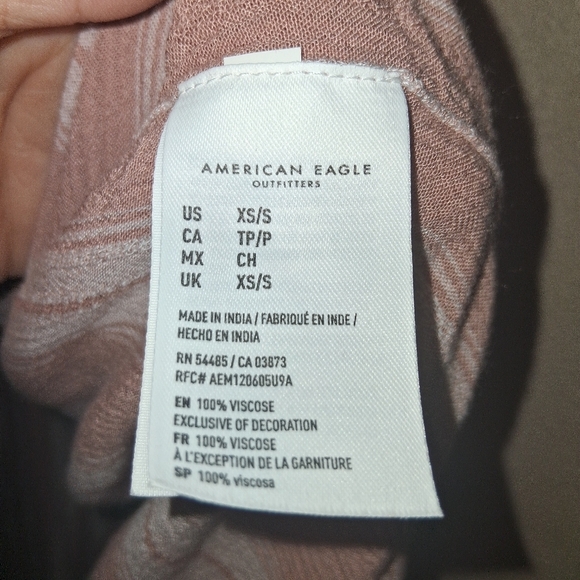 AMERICAN EAGLE
OUTFITTERS
US XS/S
CA TP/P
MX CH
UK XS/S
MADE IN INDIA / FABRIQUÉ EN INDE /
HECHO EN INDIA
RN 54485 / CA 03873
RFC# AEM120605U9A
EN 100% VISCOSE
EXCLUSIVE OF DECORATION
FR 100% VISCOSE
À L'EXCEPTION DE LA GARNITURE
SP 100% viscosa